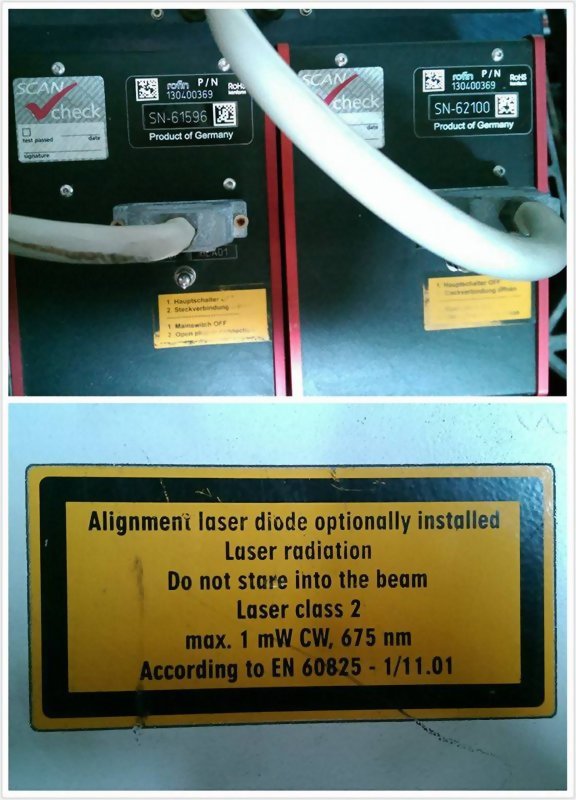 SCAN
check
test passed
date
signature
rofin P/N
130400369
RoHS
SN-61596
Product of Germany
HEAD1
1. Hauptschalter
2. Steckverbindung
1. Mainswitch OFF
2. Open
SCAN
check
date
rofin P/N
130400369
RoHS
SN-62100
Product of Germany
1. Hauptschalter OFF
Steckverbindung öffnen
Alignment laser diode optionally installed
Laser radiation
Do not stare into the beam
Laser class 2
max. 1 mW CW, 675 nm
According to EN 60825 - 1/11.01